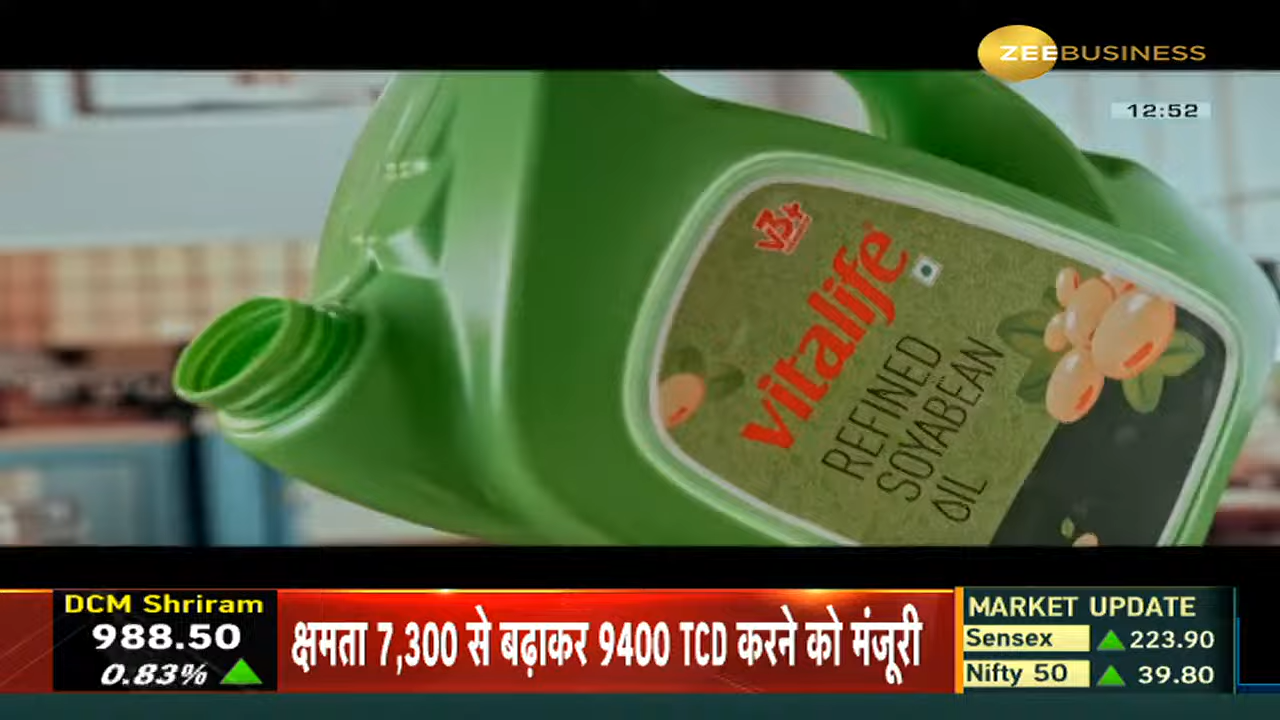 ZEEBUSINESS
12:52
V3+
vitalife
REFINED
SOYABEAN
OIL
DCM Shriram
988.50
0.83%
क्षमता 7,300 से बढ़ाकर 9400 TCD करने को मंजूरी
MARKET UPDATE
Sensex 223.90
Nifty 50 39.80